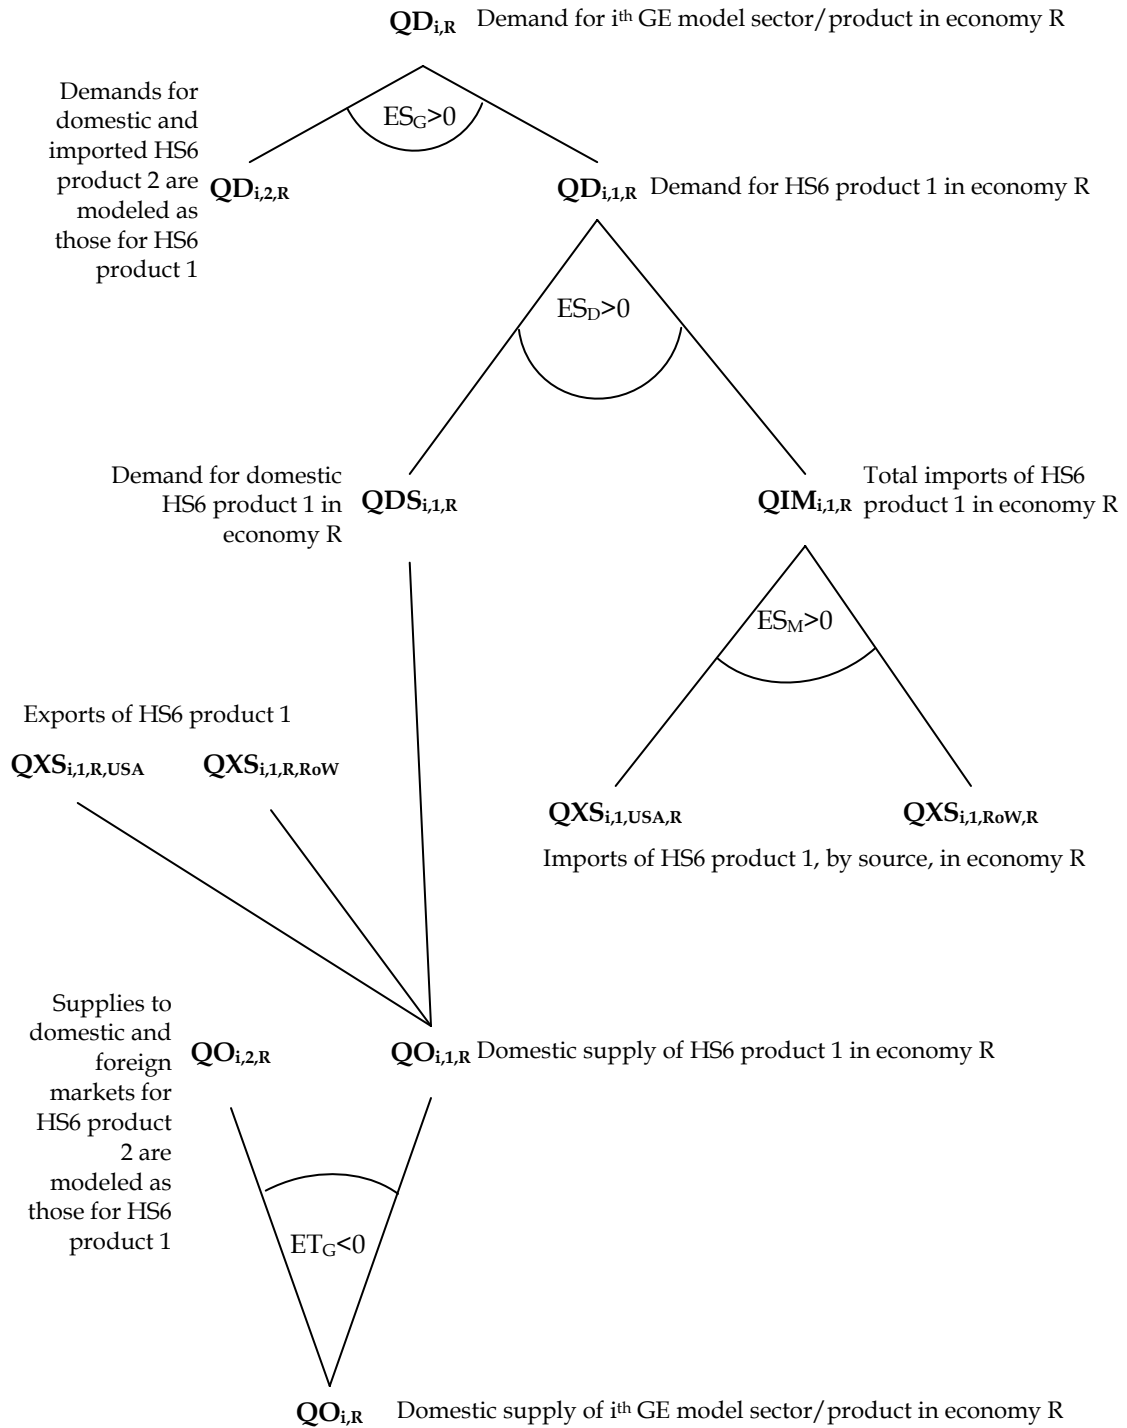 QDi,R Demand for ith GE model sector/product in economy R
Demands for
domestic and
imported HS6
product 2 are
modeled as
those for HS6
product 1
ESG>0
QDi,2,R
QDi,1,R Demand for HS6 product 1 in economy R
ESD>0
Demand for domestic
HS6 product 1 in
economy R
QDSi,1,R
QIMi,1,R
Total imports of HS6
product 1 in economy R
ESM>0
Exports of HS6 product 1
QXSi,1,R,USA
QXSi,1,R,RoW
QXSi,1,USA,R
QXSi,1,RoW,R
Imports of HS6 product 1, by source, in economy R
Supplies to
domestic and
foreign
markets for
HS6 product
2 are
modeled as
those for HS6
product 1
QOi,2,R
QOi,1,R Domestic supply of HS6 product 1 in economy R
ETG<0
QOi,R Domestic supply of ith GE model sector/product in economy R